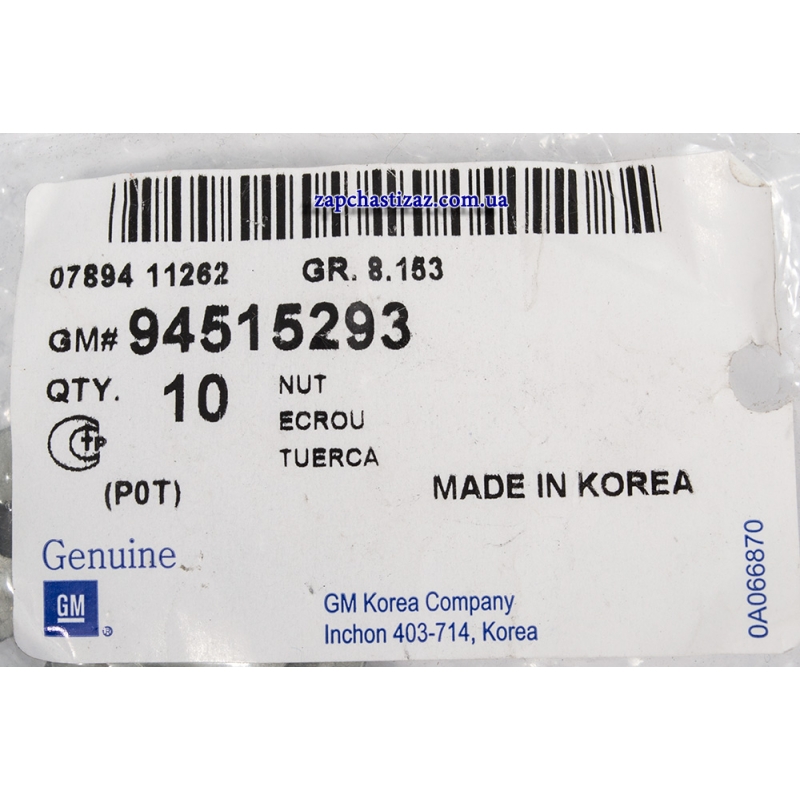 zapchastizaz.com.ua
07894 11262 GR. 8.153
GM# 94515293
QTY. 10 NUT
ECROU
TUERCA
(P0T) MADE IN KOREA
Genuine
GM ®
GM Korea Company
Inchon 403-714, Korea
0A066870